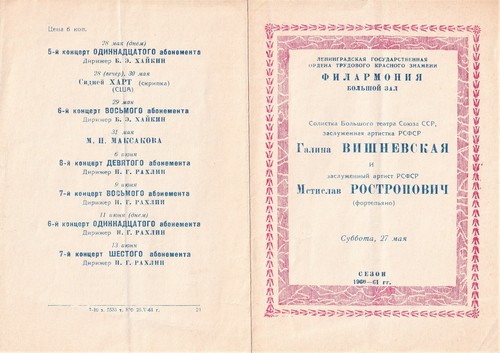 Цена 6 коп.
28 мая (днем)
5-й концерт ОДИННАДЦАТОГО абонемента
Дирижер Б. Э. ХАЙКИН
29 (вечер), 30 мая
Сидней ХАРТ (скрипка)
(США)
29 мая
6-й концерт ВОСЬМОГО абонемента
Дирижер Б. Э. ХАЙКИН
31 мая
М. П. МАКСАКОВА
6 июня
8-й концерт ДЕВЯТОГО абонемента
Дирижер Н. Г. РАХЛИН
9 июня
7-й концерт ВОСЬМОГО абонемента
Дирижер Н. Г. РАХЛИН
11 июня (днем)
6-й концерт ОДИННАДЦАТОГО абонемента
Дирижер Н. Г. РАХЛИН
13 июня
7-й концерт ШЕСТОГО абонемента
Дирижер Н. Г. РАХЛИН
ЛЕНИНГРАДСКАЯ ГОСУДАРСТВЕННАЯ
ОРДЕНА ТРУДОВОГО КРАСНОГО ЗНАМЕНИ
ФИЛАРМОНИЯ
БОЛЬШОЙ ЗАЛ
Солистка Большого театра Союза ССР,
заслуженная артистка РСФСР
Галина ВИШНЕВСКАЯ
И
заслуженный артист РСФСР
Мстислав РОСТРОПОВИЧ
(фортепиано)
Суббота, 27 мая
СЕЗОН
1960—61 гг.